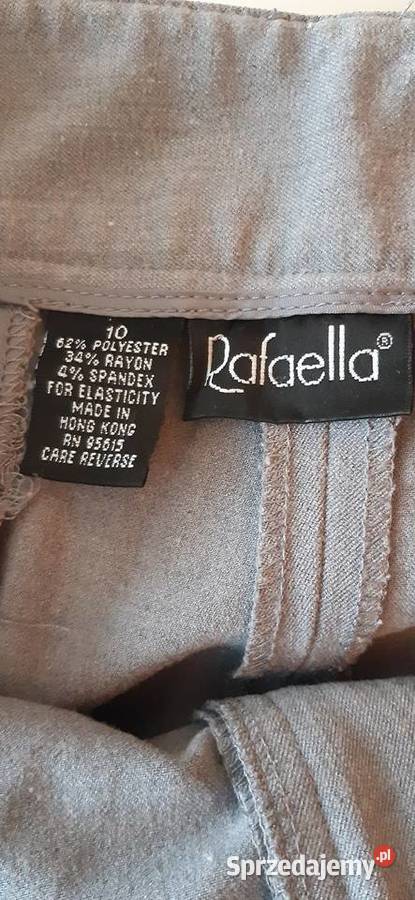 10
62% POLYESTER
34% RAYON
4% SPANDEX
FOR ELASTICITY
MADE IN
HONG KONG
RN 95615
CARE REVERSE
Rafaella®
Sprzedajemy.pl